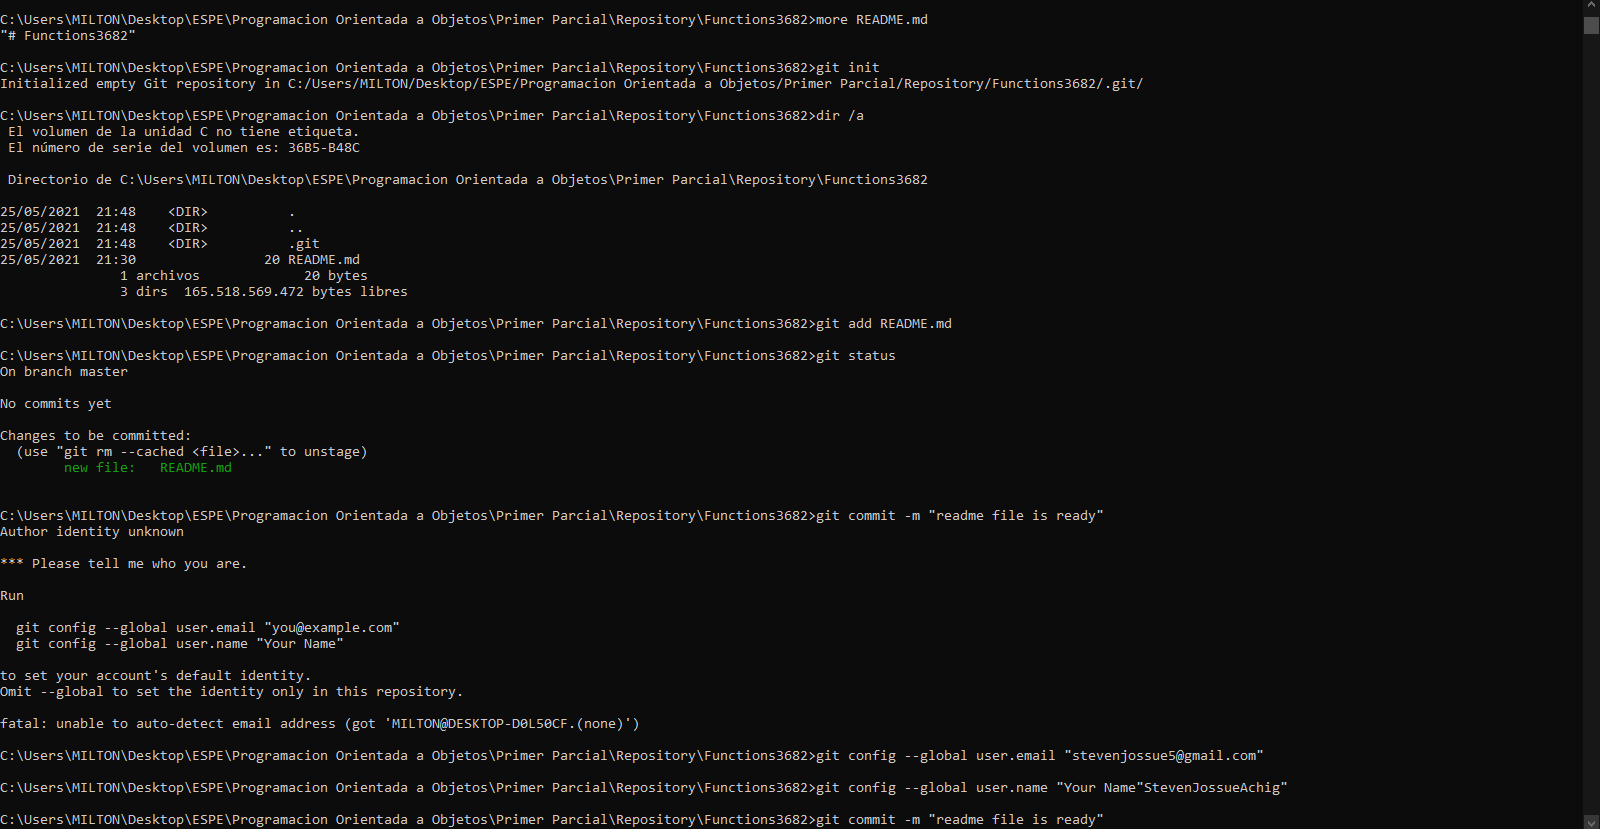 C:\Users\MILTON\Desktop\ESPE\Programacion Orientada a Objetos\Primer Parcial\Repository\Functions3682>more README.md
"# Functions3682"
C:\Users\MILTON\Desktop\ESPE\Programacion Orientada a Objetos\Primer Parcial\Repository\Functions3682>git init
Initialized empty Git repository in C:/Users/MILTON/Desktop/ESPE/Programacion Orientada a Objetos/Primer Parcial/Repository/Functions3682/.git/
C:\Users\MILTON\Desktop\ESPE\Programacion Orientada a Objetos\Primer Parcial\Repository\Functions3682>dir /a
 El volumen de la unidad C no tiene etiqueta.
 El número de serie del volumen es: 36B5-B48C
 Directorio de C:\Users\MILTON\Desktop\ESPE\Programacion Orientada a Objetos\Primer Parcial\Repository\Functions3682
25/05/2021  21:48    <DIR>          .
25/05/2021  21:48    <DIR>          ..
25/05/2021  21:48    <DIR>          .git
25/05/2021  21:30                20 README.md
               1 archivos             20 bytes
               3 dirs  165.518.569.472 bytes libres
C:\Users\MILTON\Desktop\ESPE\Programacion Orientada a Objetos\Primer Parcial\Repository\Functions3682>git add README.md
C:\Users\MILTON\Desktop\ESPE\Programacion Orientada a Objetos\Primer Parcial\Repository\Functions3682>git status
On branch master
No commits yet
Changes to be committed:
  (use "git rm --cached <file>..." to unstage)
        new file:   README.md
C:\Users\MILTON\Desktop\ESPE\Programacion Orientada a Objetos\Primer Parcial\Repository\Functions3682>git commit -m "readme file is ready"
Author identity unknown
*** Please tell me who you are.
Run
  git config --global user.email "you@example.com"
  git config --global user.name "Your Name"
to set your account's default identity.
Omit --global to set the identity only in this repository.
fatal: unable to auto-detect email address (got 'MILTON@DESKTOP-D0L50CF.(none)')
C:\Users\MILTON\Desktop\ESPE\Programacion Orientada a Objetos\Primer Parcial\Repository\Functions3682>git config --global user.email "stevenjossue5@gmail.com"
C:\Users\MILTON\Desktop\ESPE\Programacion Orientada a Objetos\Primer Parcial\Repository\Functions3682>git config --global user.name "Your Name"StevenJossueAchig"
C:\Users\MILTON\Desktop\ESPE\Programacion Orientada a Objetos\Primer Parcial\Repository\Functions3682>git commit -m "readme file is ready"